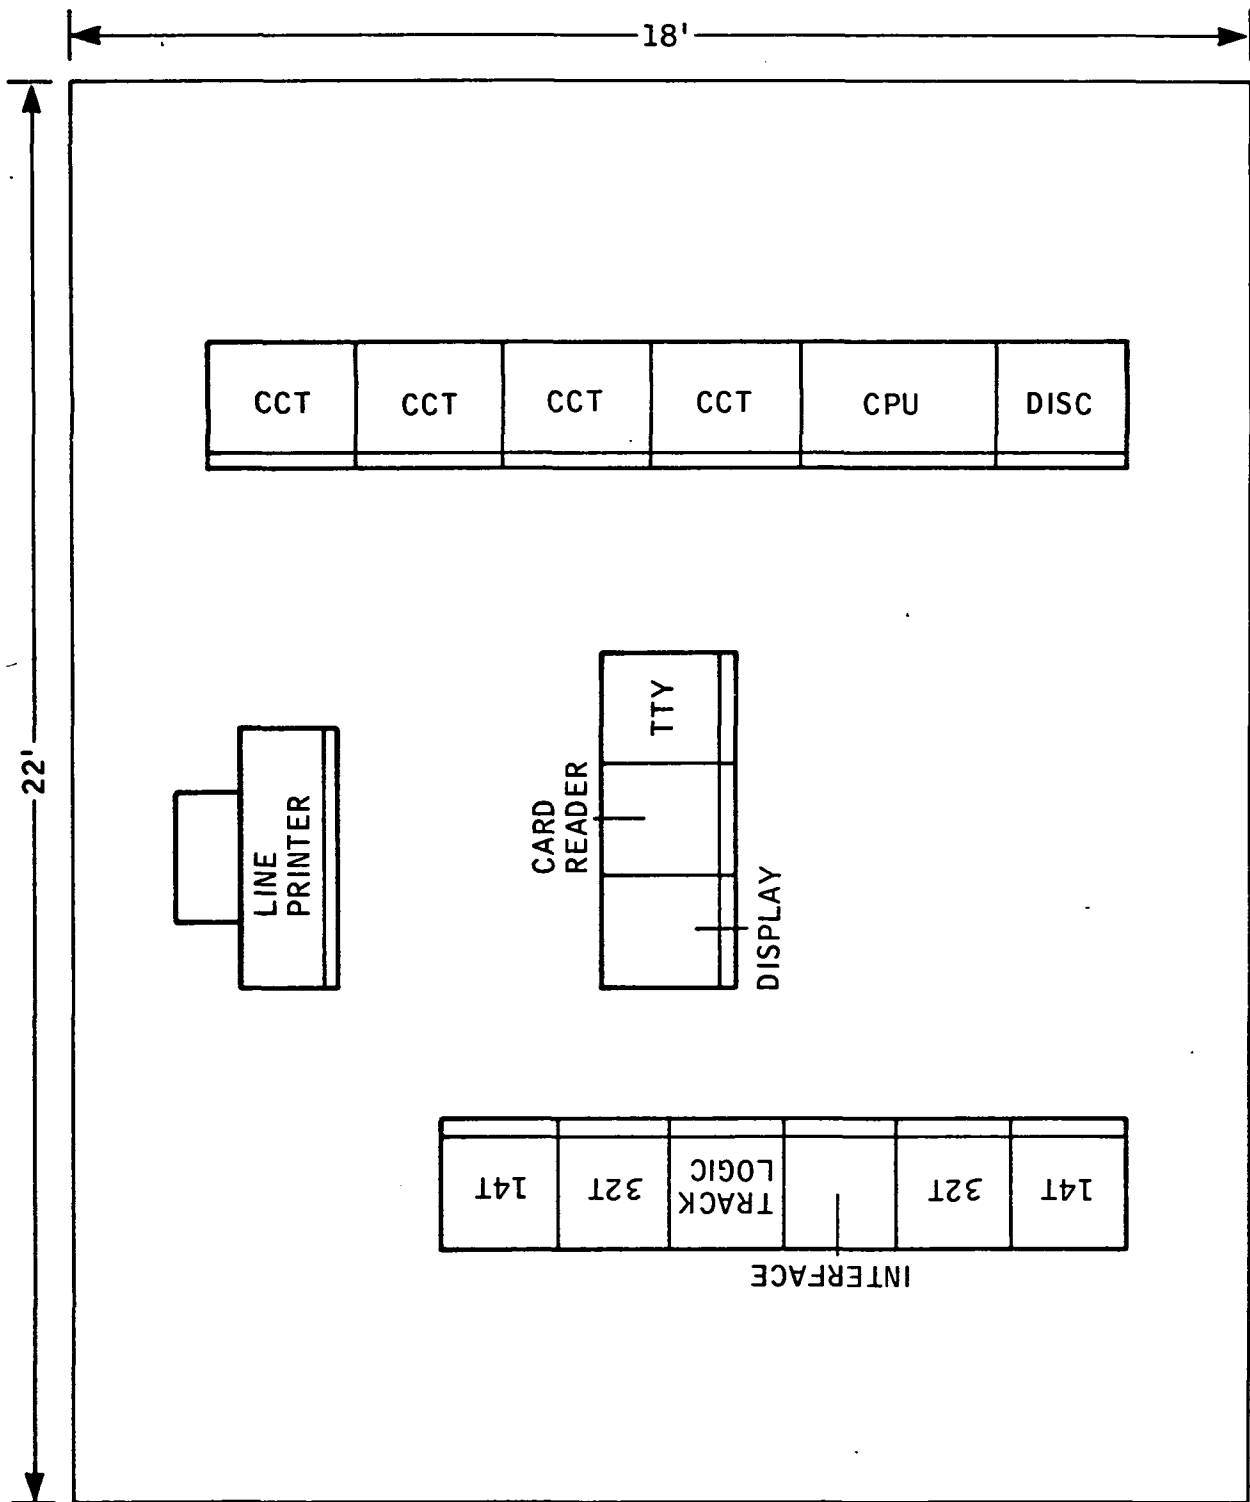 18'
22'
CCT
CCT
CCT
CCT
CPU
DISC
TTY
CARD
READER
DISPLAY
LINE
PRINTER
14T
32T
TRACK
LOGIC
32T
14T
INTERFACE